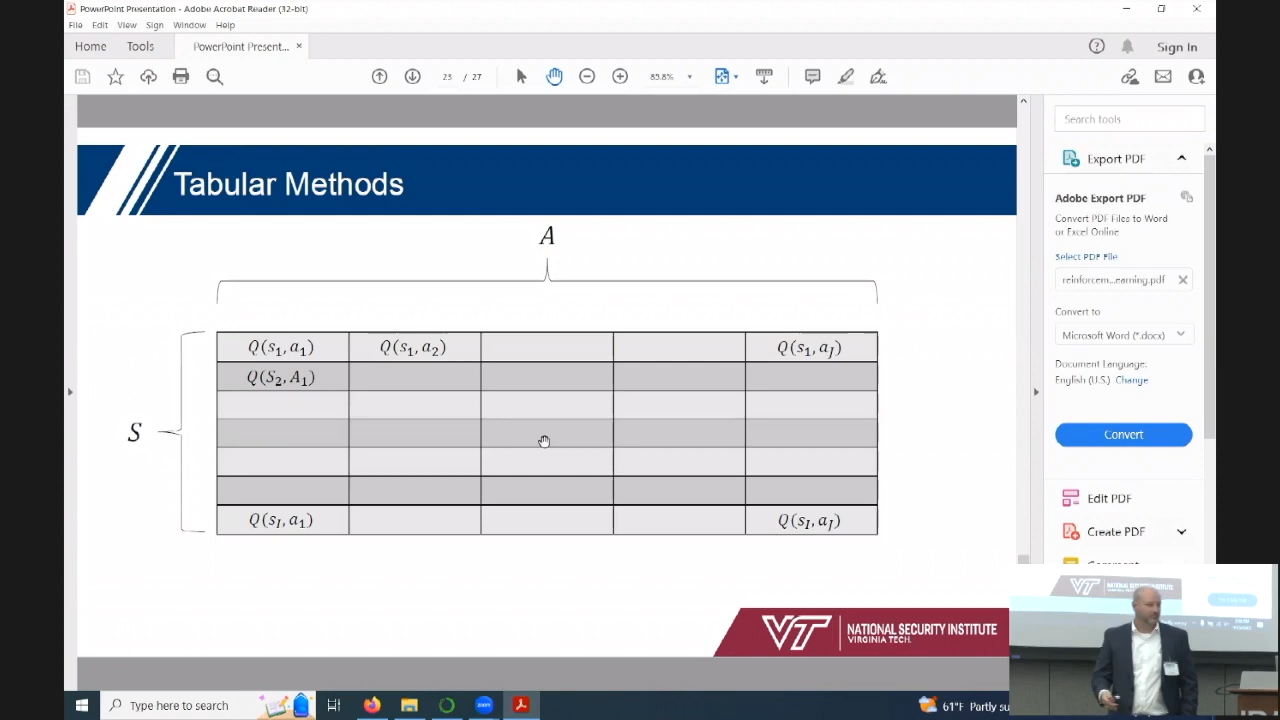 PowerPoint Presentation - Adobe Acrobat Reader (32-bit)
File Edit View Sign Window Help
Home Tools PowerPoint Present... × Sign In
23 / 27 83.8%
Search tools
Export PDF
Tabular Methods
Adobe Export PDF
Convert PDF Files to Word
or Excel Online
A
Select PDF File
reinforcem...earning.pdf
Convert to
Microsoft Word (*.docx)
Document Language:
English (U.S.) Change
Convert
Q(s₁, a₁) Q(s₁, a₂) Q(s₁, a_J)
Q(S₂, A₁)
S
Q(s_I, a₁) Q(s_I, a_J)
Edit PDF
Create PDF
VT NATIONAL SECURITY INSTITUTE
VIRGINIA TECH.
Type here to search
61°F Partly su